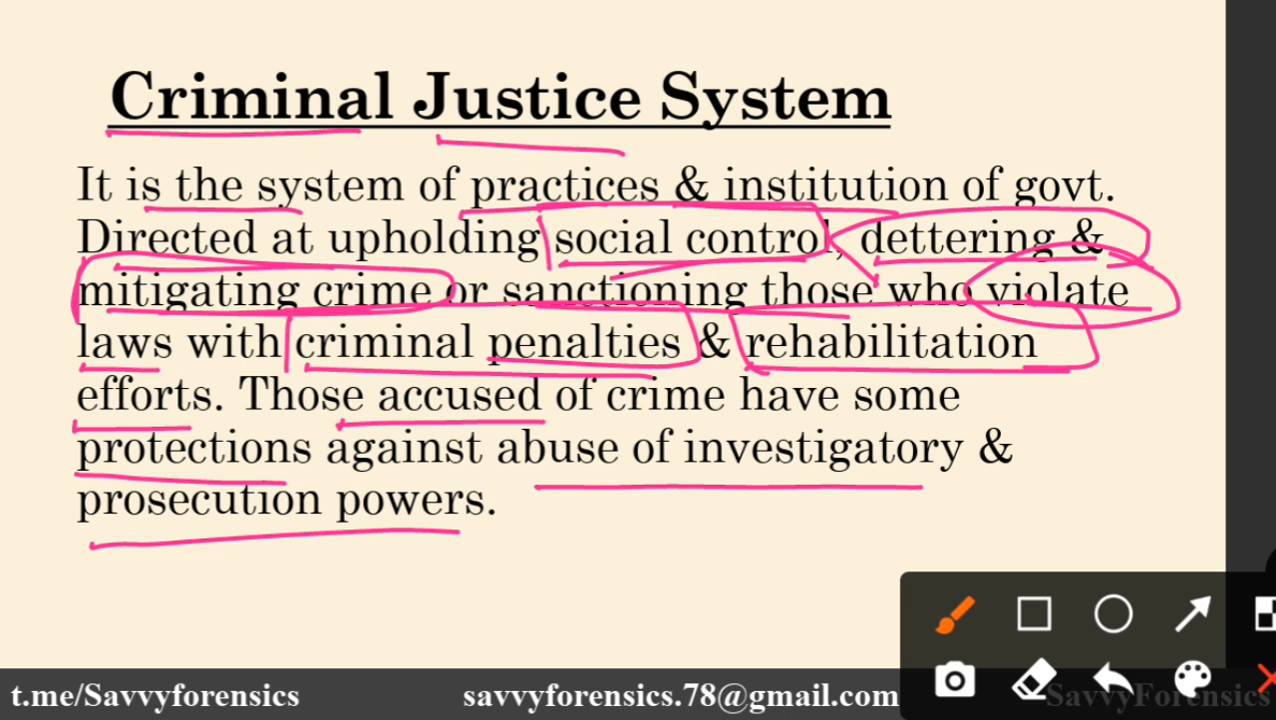 Criminal Justice System
It is the system of practices & institution of govt.
Directed at upholding social control, dettering &
mitigating crime or sanctioning those who violate
laws with criminal penalties & rehabilitation
efforts. Those accused of crime have some
protections against abuse of investigatory &
prosecution powers.
t.me/Savvyforensics savvyforensics.78@gmail.com SavvyForensics